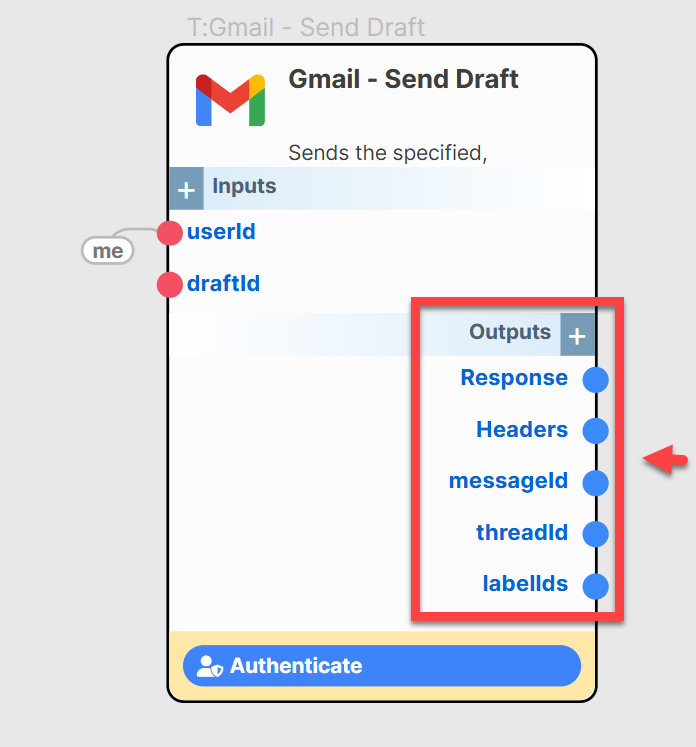 T:Gmail - Send Draft
Gmail - Send Draft
Sends the specified,
+ Inputs
userId
me
draftId
Outputs +
Response
Headers
messageId
threadId
labelIds
Authenticate